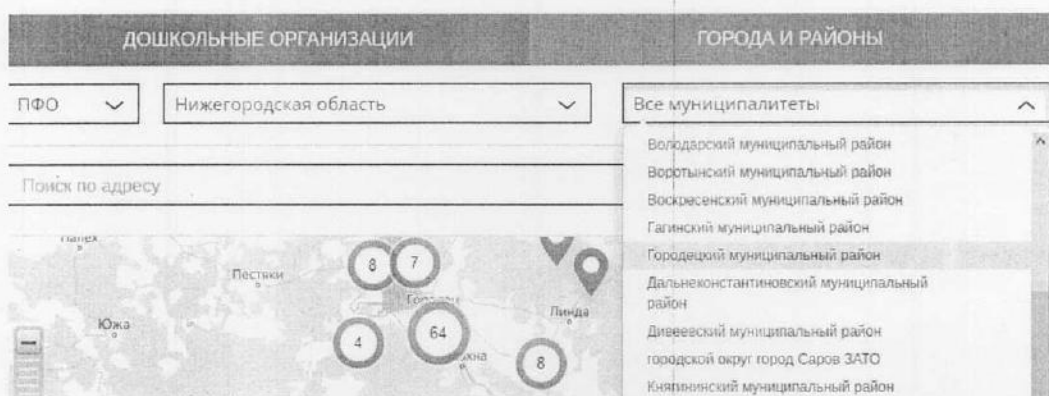 ДОШКОЛЬНЫЕ ОРГАНИЗАЦИИ
ГОРОДА И РАЙОНЫ
ПФО
Нижегородская область
Все муниципалитеты
Володарский муниципальный район
Воротынский муниципальный район
Воскресенский муниципальный район
Гагинский муниципальный район
Городецкий муниципальный район
Дальнеконстантиновский муниципальный
район
Дивеевский муниципальный район
городской округ город Саров ЗАТО
Княгининский муниципальный район
Поиск по адресу
Палех
Пестяки
8
7
Городец
Линда
Южа
4
64
8